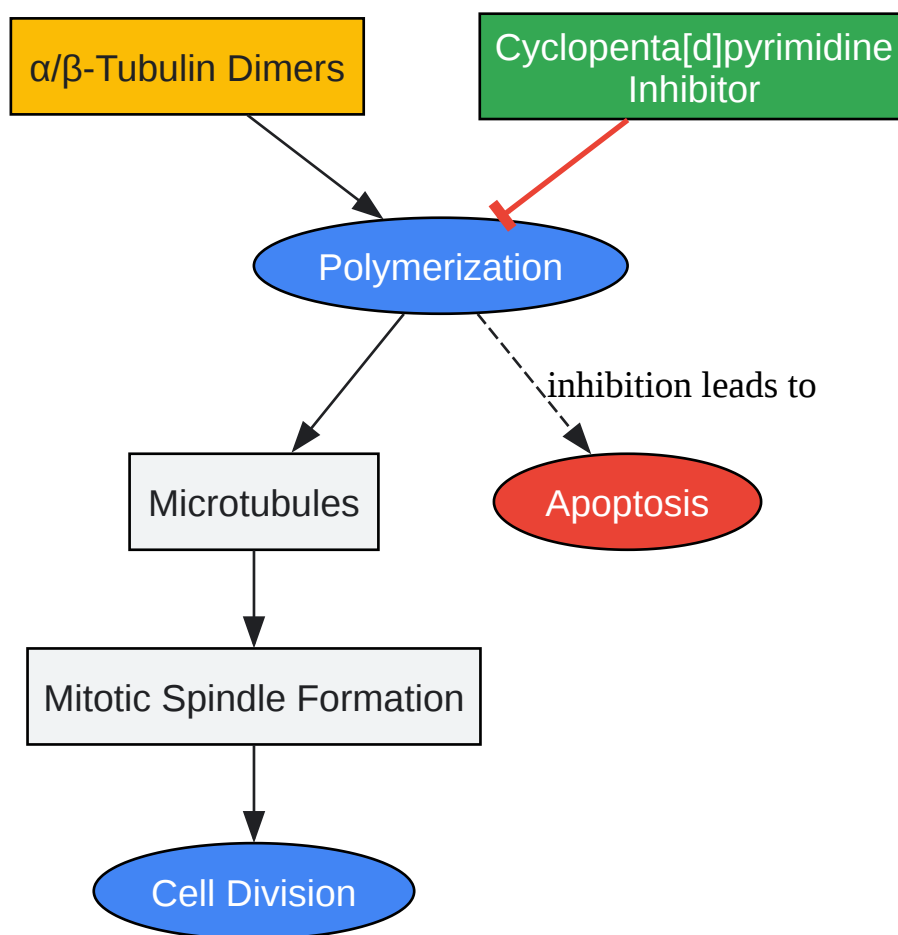 α/β-Tubulin Dimers
Cyclopenta[d]pyrimidine
Inhibitor
Polymerization
inhibition leads to
Microtubules
Apoptosis
Mitotic Spindle Formation
Cell Division